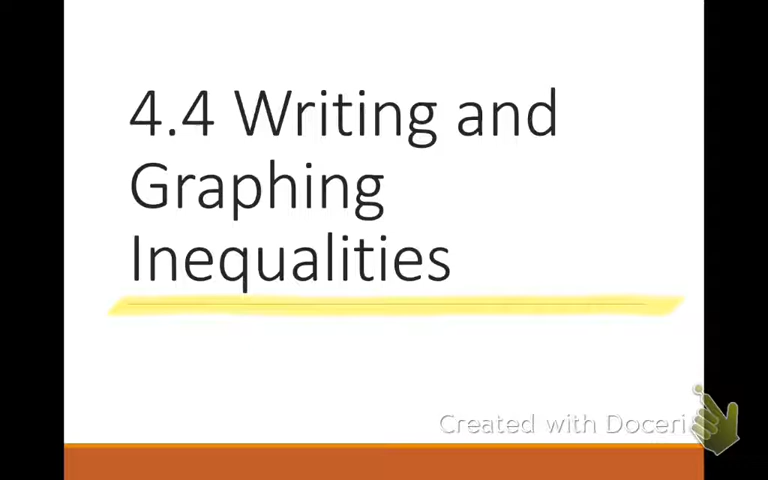 4.4 Writing and
Graphing
Inequalities
Created with Doceri